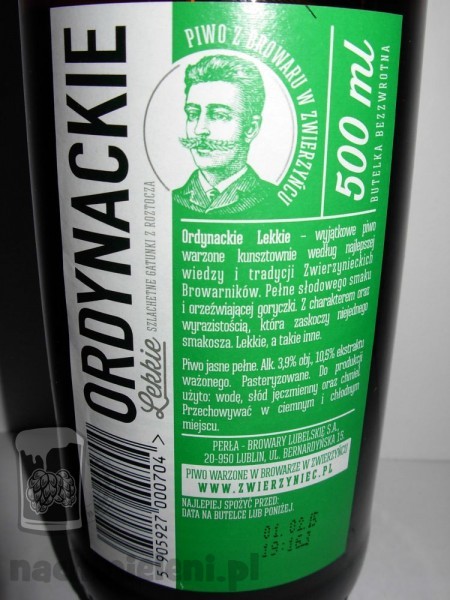 ORDYNACKIE
Lekkie
SZLACHETNE GATUNKI Z ROZTOCZA
PIWO Z BROWARU W ZWIERZYŃCU
500 ml
BUTELKA BEZZWROTNA
Ordynackie Lekkie - wyjątkowe piwo
warzone kunsztownie według najlepszej
wiedzy i tradycji Zwierzynieckich
Browarników. Pełne słodowego smaku
i orzeźwiającej goryczki. Z charakterem oraz
wyrazistością, która zaskoczy niejednego
smakosza. Lekkie, a takie inne.
Piwo jasne pełne. Alk. 3,9% obj., 10,5% ekstraktu
ważonego. Pasteryzowane. Do produkcji
użyto: wodę, słód jęczmienny oraz chmiel.
Przechowywać w ciemnym i chłodnym
miejscu.
PERŁA - BROWARY LUBELSKIE S.A.
20-950 LUBLIN, UL. BERNARDYŃSKA 15
PIWO WARZONE W BROWARZE W ZWIERZYŃCU
WWW.ZWIERZYNIEC.PL
NAJLEPIEJ SPOŻYĆ PRZED:
DATA NA BUTELCE LUB PONIŻEJ.
5 905927 000704 >